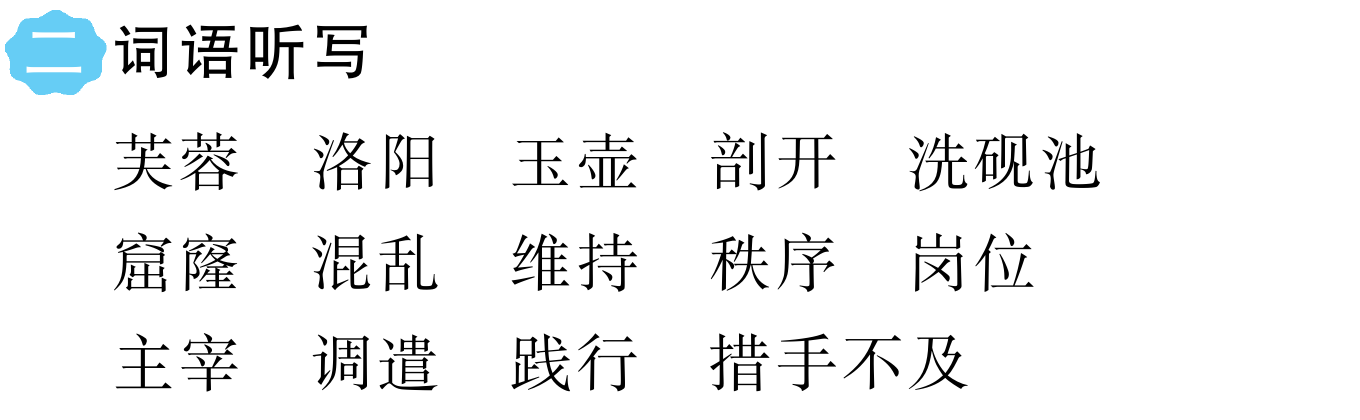 二 词语听写
芙蓉 洛阳 玉壶 剖开 洗砚池
窟窿 混乱 维持 秩序 岗位
主宰 调遣 践行 措手不及